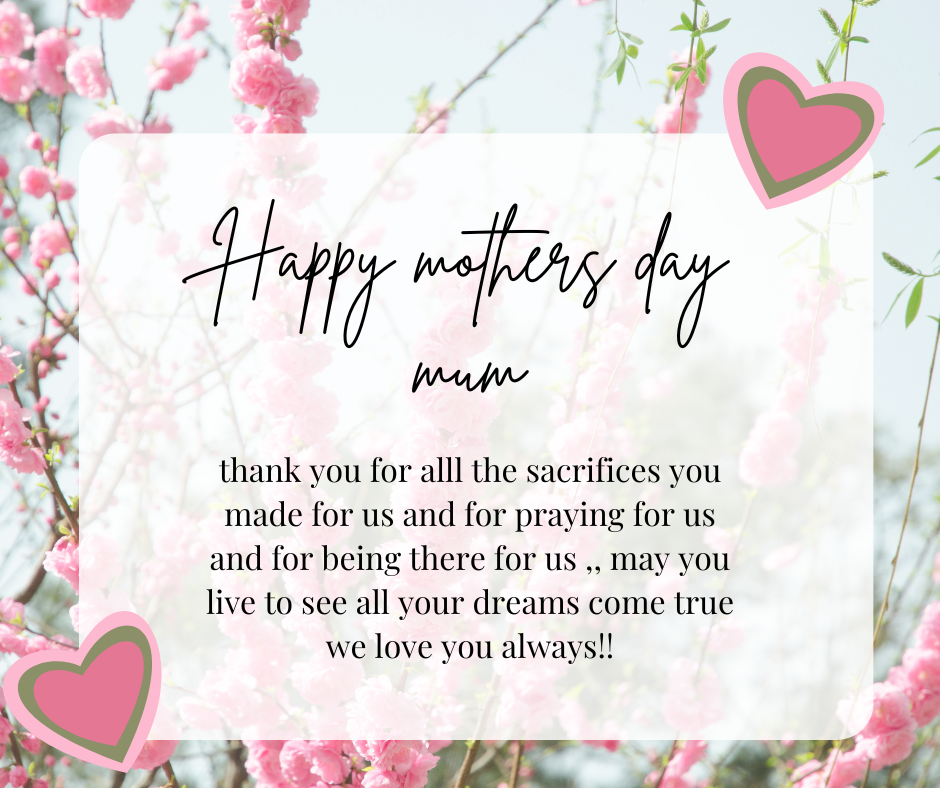 Happy mothers day
mum
thank you for alll the sacrifices you
made for us and for praying for us
and for being there for us ,, may you
live to see all your dreams come true
we love you always!!